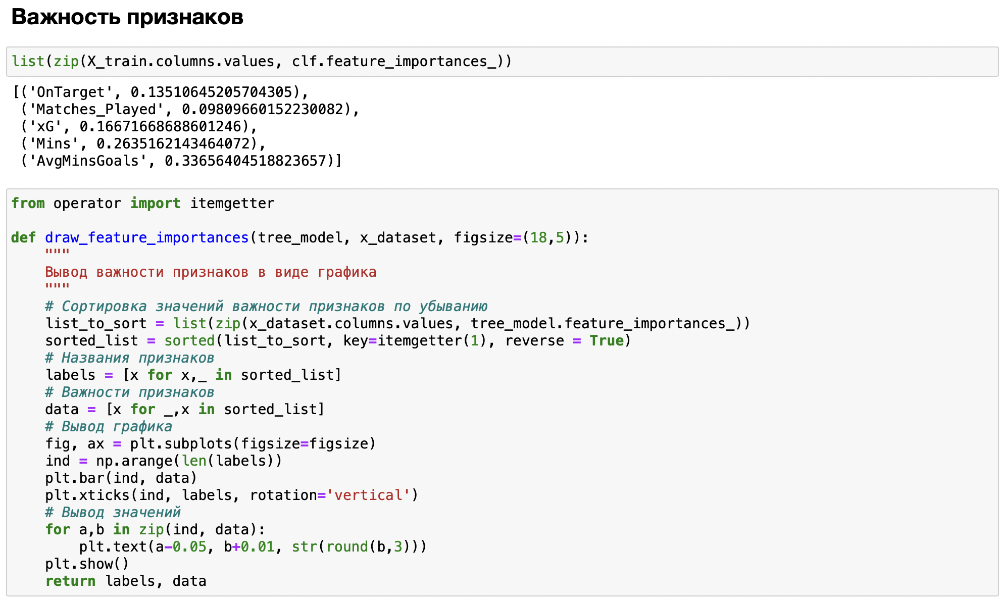 Важность признаков
list(zip(X_train.columns.values, clf.feature_importances_))
[('OnTarget', 0.13510645205704305),
 ('Matches_Played', 0.09809660152230082),
 ('xG', 0.16671668688601246),
 ('Mins', 0.2635162143464072),
 ('AvgMinsGoals', 0.33656404518823657)]
from operator import itemgetter
def draw_feature_importances(tree_model, x_dataset, figsize=(18,5)):
    """
    Вывод важности признаков в виде графика
    """
    # Сортировка значений важности признаков по убыванию
    list_to_sort = list(zip(x_dataset.columns.values, tree_model.feature_importances_))
    sorted_list = sorted(list_to_sort, key=itemgetter(1), reverse = True)
    # Названия признаков
    labels = [x for x,_ in sorted_list]
    # Важности признаков
    data = [x for _,x in sorted_list]
    # Вывод графика
    fig, ax = plt.subplots(figsize=figsize)
    ind = np.arange(len(labels))
    plt.bar(ind, data)
    plt.xticks(ind, labels, rotation='vertical')
    # Вывод значений
    for a,b in zip(ind, data):
        plt.text(a-0.05, b+0.01, str(round(b,3)))
    plt.show()
    return labels, data